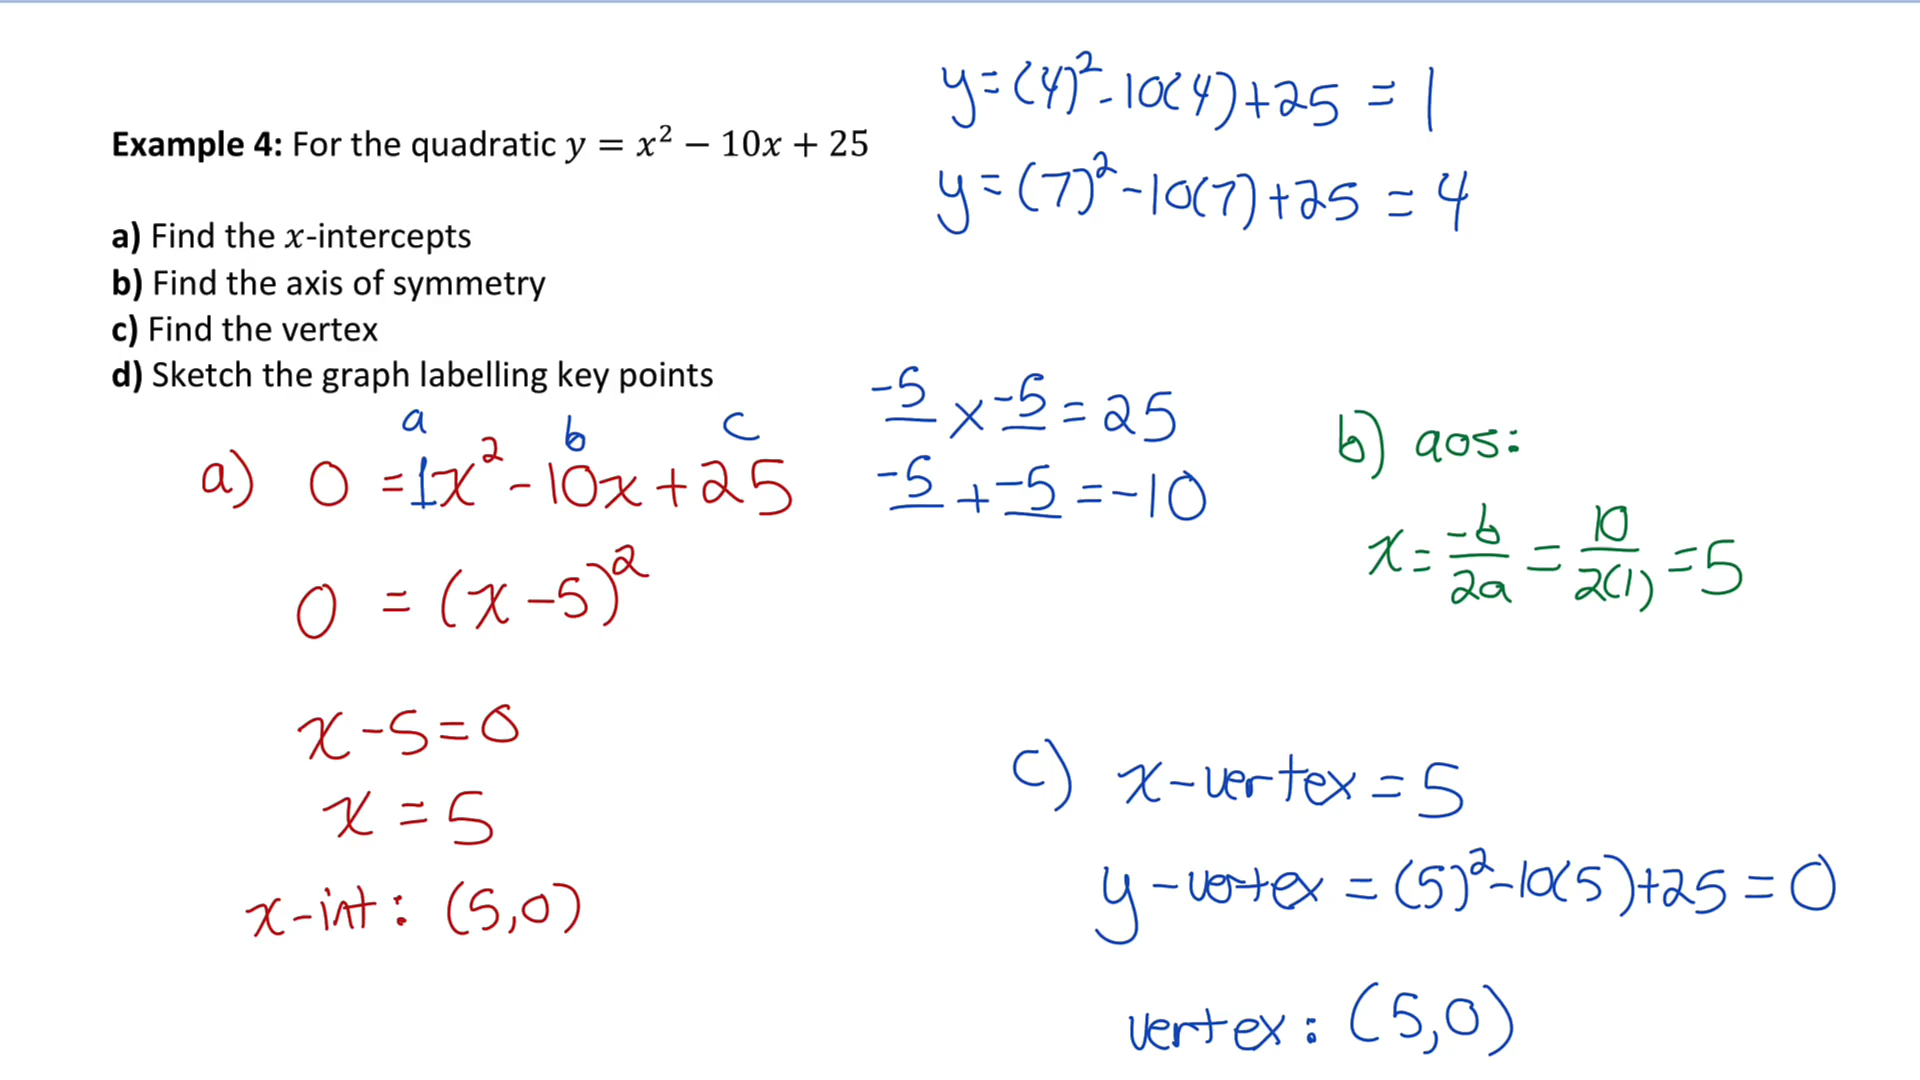 Example 4: For the quadratic y = x² − 10x + 25
a) Find the x-intercepts
b) Find the axis of symmetry
c) Find the vertex
d) Sketch the graph labelling key points
y = (4)² - 10(4) + 25 = 1
y = (7)² - 10(7) + 25 = 4
a b c
a) 0 = 1x² - 10x + 25
0 = (x - 5)²
x - 5 = 0
x = 5
x-int: (5,0)
-5 x -5 = 25
-5 + -5 = -10
b) aos:
x = -b/2a = 10/2(1) = 5
c) x-vertex = 5
y-vertex = (5)² - 10(5) + 25 = 0
vertex: (5,0)